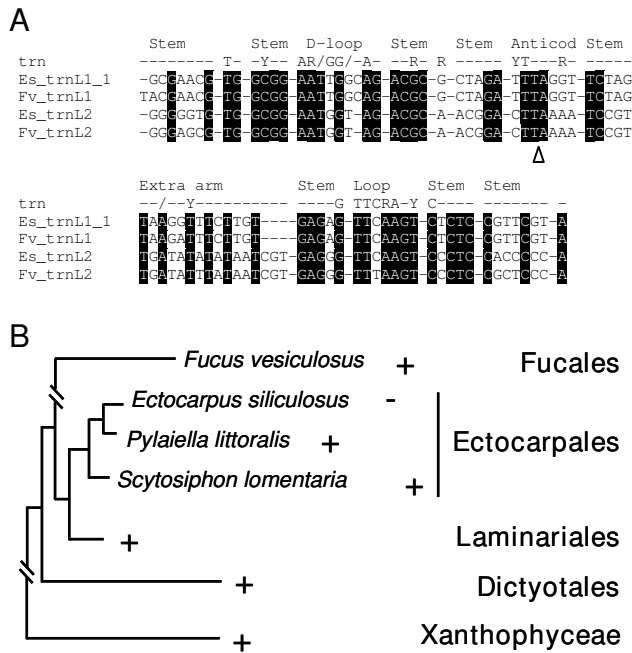 A
Stem Stem D-loop Stem Stem Anticod Stem
trn --------- T- --Y-- AR/GG/-A- --R- R ----- YT---R-- -----
Es_trnL1_1 -GCGAACG-TG-GCGG-AATTGGCAG-ACGC-G-CTAGA-TTTAGGT-TCTAG
Fv_trnL1 TACGAACG-TG-GCGG-AATTGGCAG-ACGC-G-CTAGA-TTTAGGT-TCTAG
Es_trnL2 -GGGGGTG-TG-GCGG-AATGGT-AG-ACGC-A-ACGGA-CTTAAAA-TCCGT
Fv_trnL2 -GGGAGCG-TG-GCGG-AATGGT-AG-ACGC-A-ACGGA-CTTAAAA-TCCGT
Δ
Extra arm Stem Loop Stem Stem
trn --/--Y------------ ----G TTCRA-Y C---- ------- -
Es_trnL1_1 TAAGGTTTCTTGT----GAGAG-TTCAAGT-CTCTC-CGTTCGT-A
Fv_trnL1 TAAGATTTCTTGT----GAGAG-TTCAAGT-CTCTC-CGTTCGT-A
Es_trnL2 TGATATATATAATCGT-GAGGG-TTCAAGT-CCCTC-CACCCCC-A
Fv_trnL2 TGATATTTATAATCGT-GAGGG-TTTAAGT-CCCTC-CGCTCCC-A
B
Fucus vesiculosus + Fucales
Ectocarpus siliculosus -
Pylaiella littoralis + Ectocarpales
Scytosiphon lomentaria +
+ Laminariales
+ Dictyotales
+ Xanthophyceae